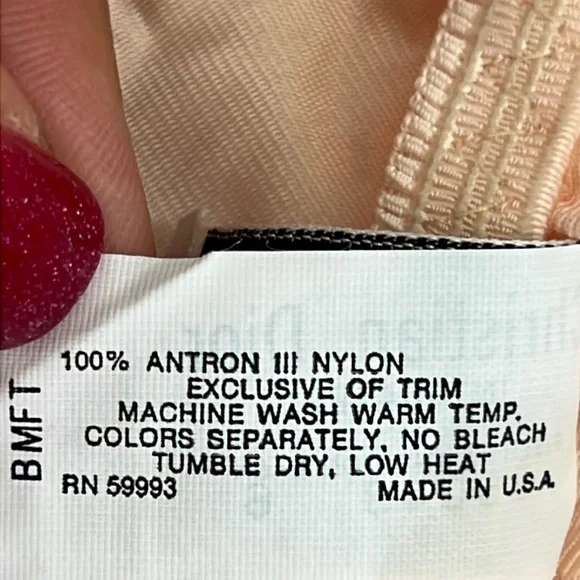 100% ANTRON III NYLON
EXCLUSIVE OF TRIM
MACHINE WASH WARM TEMP.
COLORS SEPARATELY, NO BLEACH
TUMBLE DRY, LOW HEAT
RN 59993 MADE IN U.S.A.
BMFT